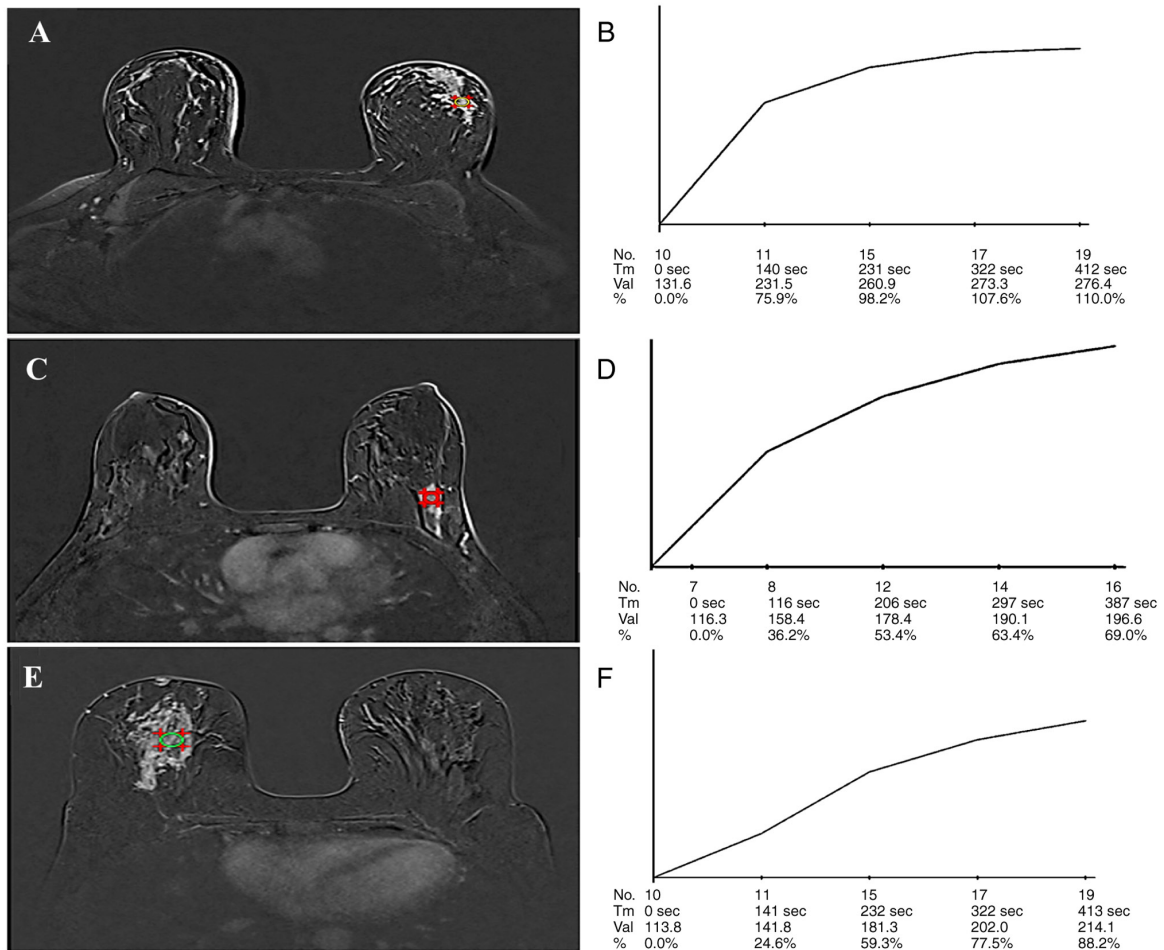 A
B
No. 10 11 15 17 19
Tm 0 sec 140 sec 231 sec 322 sec 412 sec
Val 131.6 231.5 260.9 273.3 276.4
% 0.0% 75.9% 98.2% 107.6% 110.0%
C
D
No. 7 8 12 14 16
Tm 0 sec 116 sec 206 sec 297 sec 387 sec
Val 116.3 158.4 178.4 190.1 196.6
% 0.0% 36.2% 53.4% 63.4% 69.0%
E
F
No. 10 11 15 17 19
Tm 0 sec 141 sec 232 sec 322 sec 413 sec
Val 113.8 141.8 181.3 202.0 214.1
% 0.0% 24.6% 59.3% 77.5% 88.2%